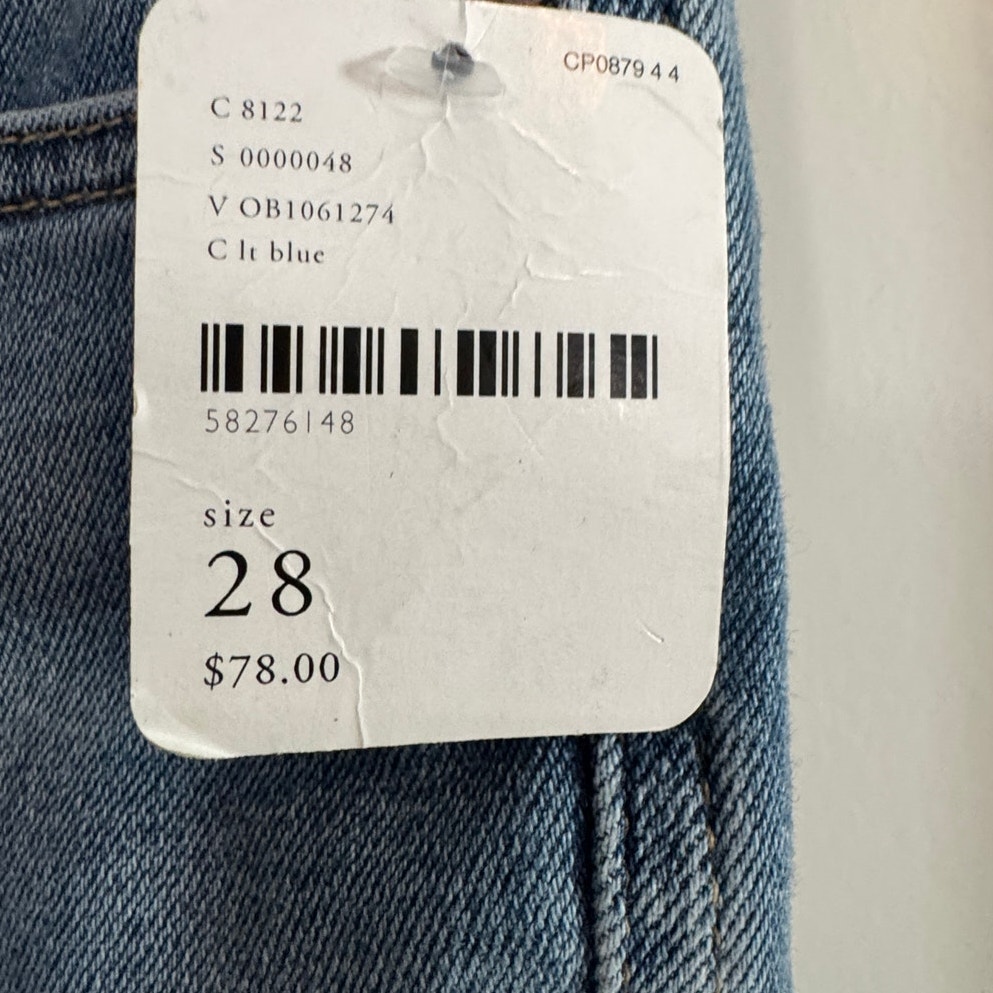 CP0879 4 4
C 8122
S 0000048
V OB1061274
C lt blue
58276148
size
28
$78.00